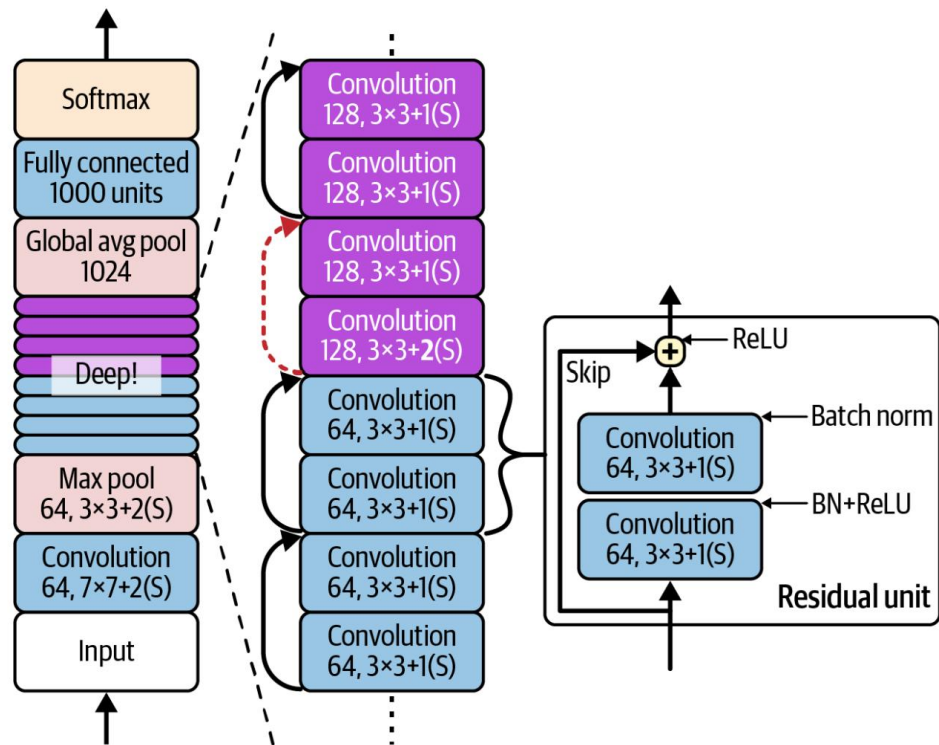 Softmax
Fully connected
1000 units
Global avg pool
1024
Deep!
Max pool
64, 3×3+2(S)
Convolution
64, 7×7+2(S)
Input
Convolution
128, 3×3+1(S)
Convolution
128, 3×3+1(S)
Convolution
128, 3×3+1(S)
Convolution
128, 3×3+2(S)
Convolution
64, 3×3+1(S)
Convolution
64, 3×3+1(S)
Convolution
64, 3×3+1(S)
Convolution
64, 3×3+1(S)
+
ReLU
Skip
Batch norm
Convolution
64, 3×3+1(S)
BN+ReLU
Convolution
64, 3×3+1(S)
Residual unit